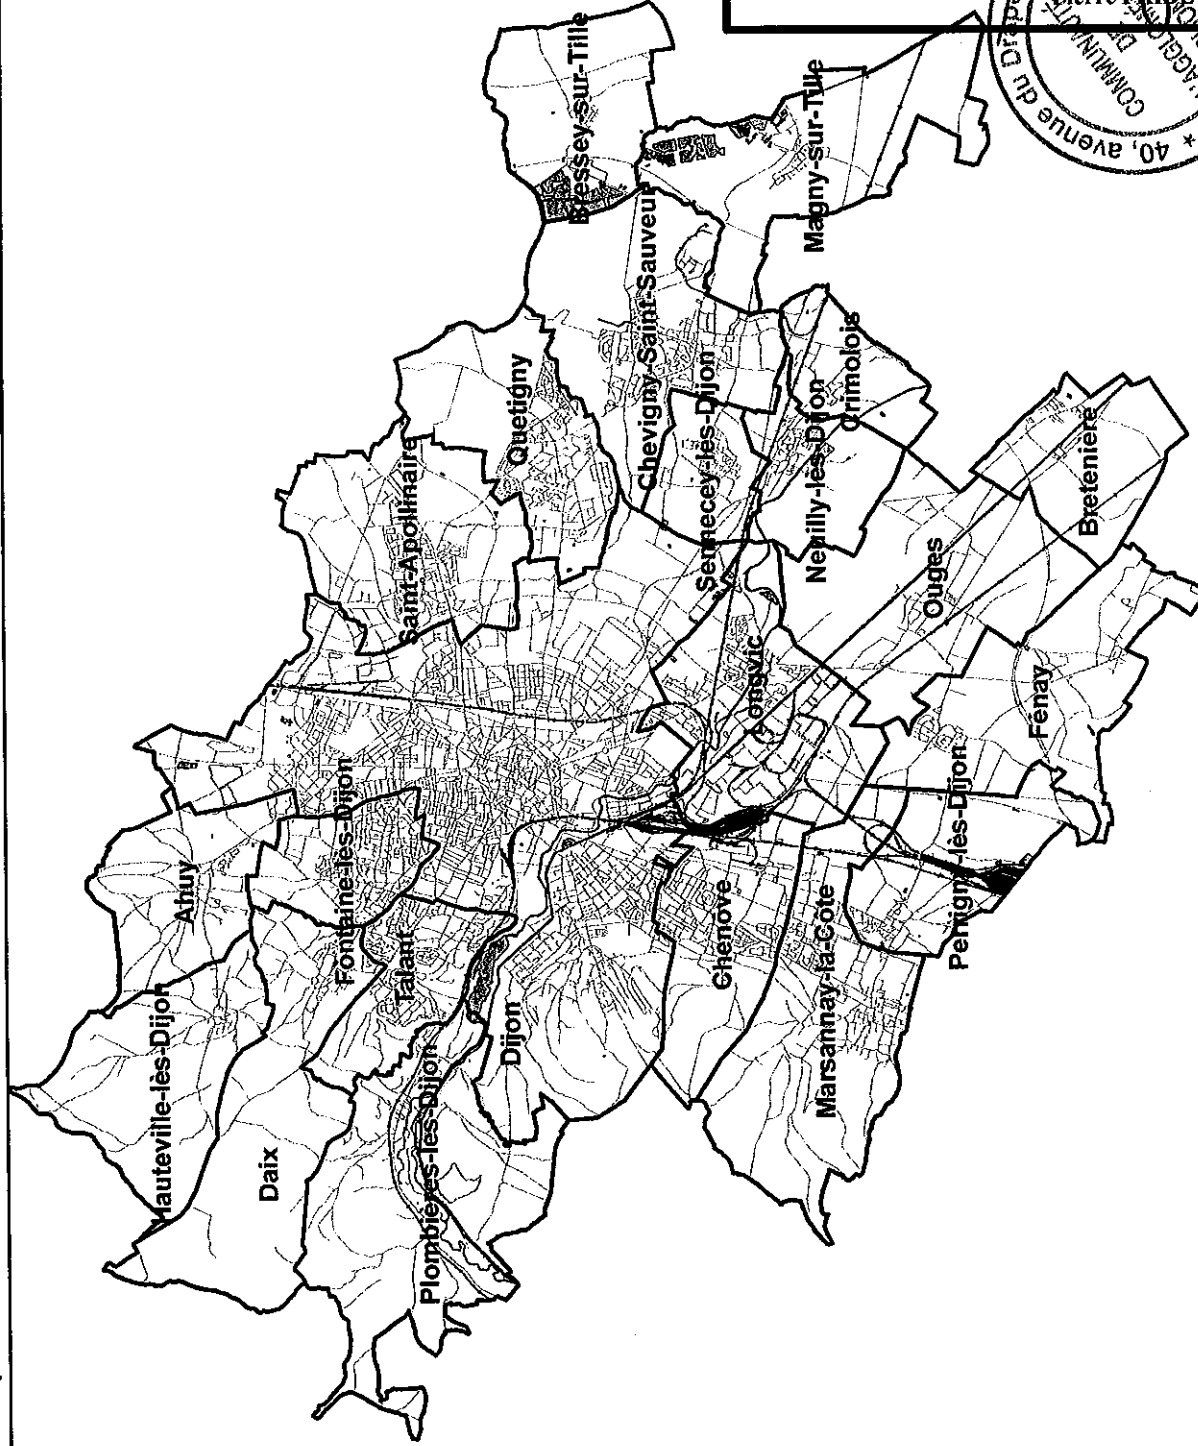 Hauteville-lès-Dijon
Ahuy
Daix
Fontaine-lès-Dijon
Talant
Plombières-lès-Dijon
Dijon
Saint-Apollinaire
Quetigny
Bressey-sur-Tille
Chevigny-Saint-Sauveur
Sennecey-lès-Dijon
Magny-sur-Tille
Neuilly-lès-Dijon
Crimolois
Longvic
Chenôve
Marsannay-la-Côte
Perrigny-lès-Dijon
Ouges
Fénay
Bretenière
COMMUNAUTÉ
DE
★ 40, avenue du